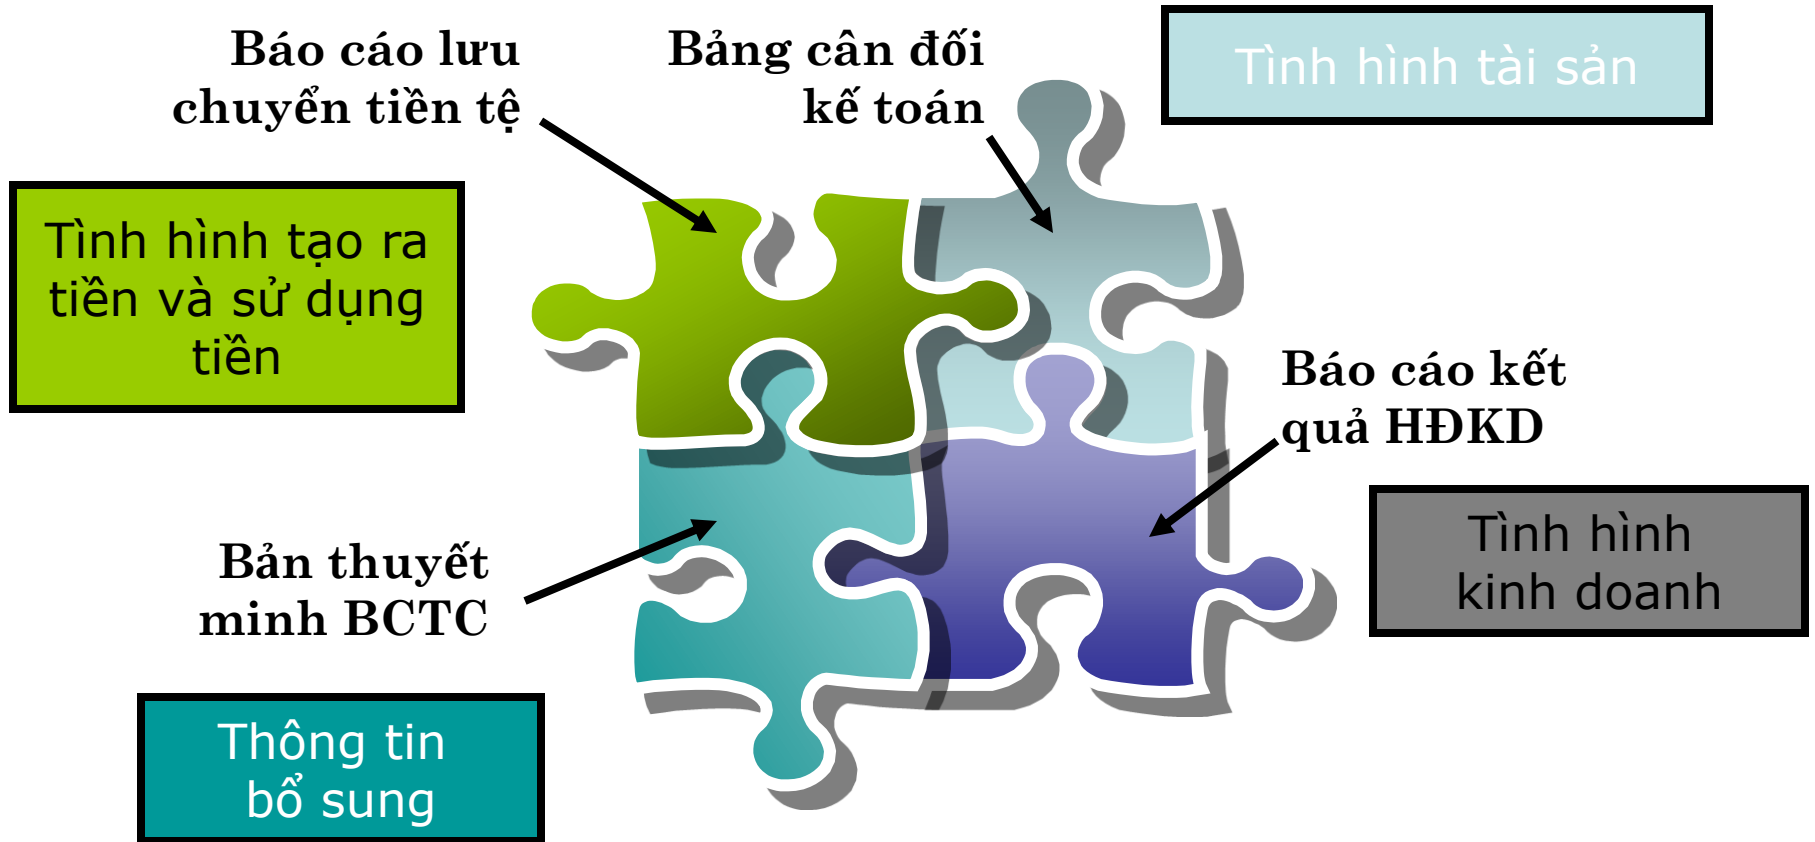 Báo cáo lưu
chuyển tiền tệ
Bảng cân đối
kế toán
Tình hình tài sản
Tình hình tạo ra
tiền và sử dụng
tiền
Báo cáo kết
quả HĐKD
Tình hình
kinh doanh
Bản thuyết
minh BCTC
Thông tin
bổ sung